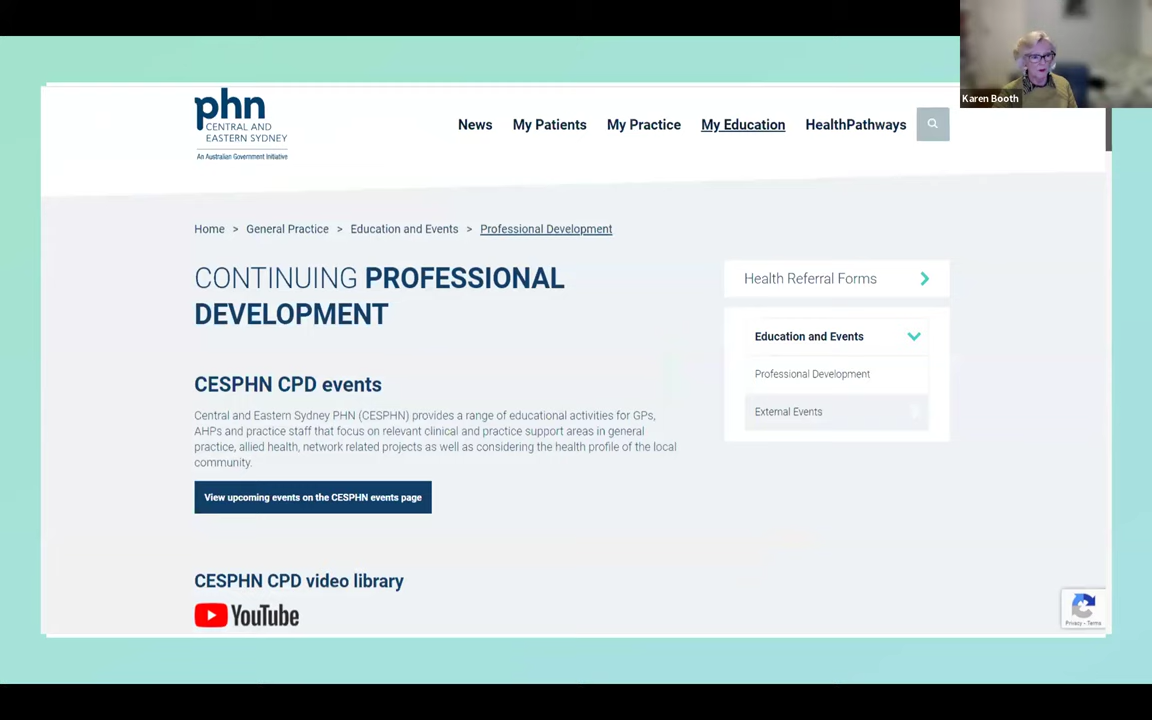 Karen Booth
phn
CENTRAL AND
EASTERN SYDNEY
An Australian Government Initiative
News My Patients My Practice My Education HealthPathways
Home > General Practice > Education and Events > Professional Development
CONTINUING PROFESSIONAL
DEVELOPMENT
Health Referral Forms
Education and Events
Professional Development
External Events
CESPHN CPD events
Central and Eastern Sydney PHN (CESPHN) provides a range of educational activities for GPs,
AHPs and practice staff that focus on relevant clinical and practice support areas in general
practice, allied health, network related projects as well as considering the health profile of the local
community.
View upcoming events on the CESPHN events page
CESPHN CPD video library
YouTube
Privacy - Terms